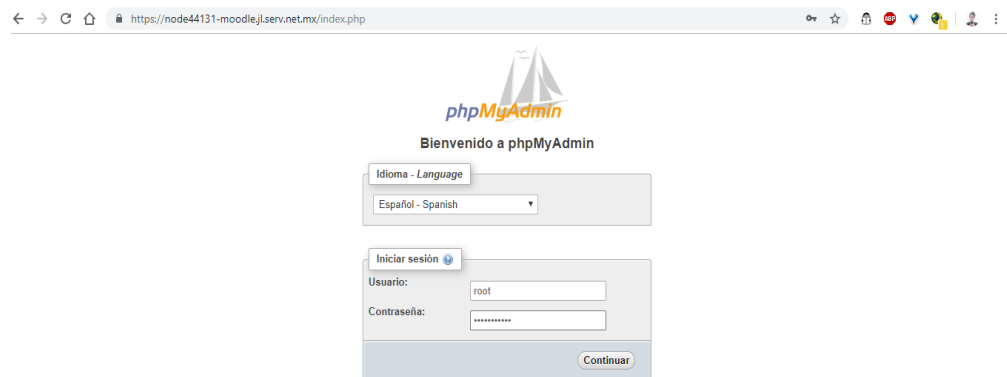 https://node44131-moodle.jl.serv.net.mx/index.php
ABP
phpMyAdmin
Bienvenido a phpMyAdmin
Idioma - Language
Español - Spanish
Iniciar sesión
Usuario:
root
Contraseña:
•••••••••••
Continuar